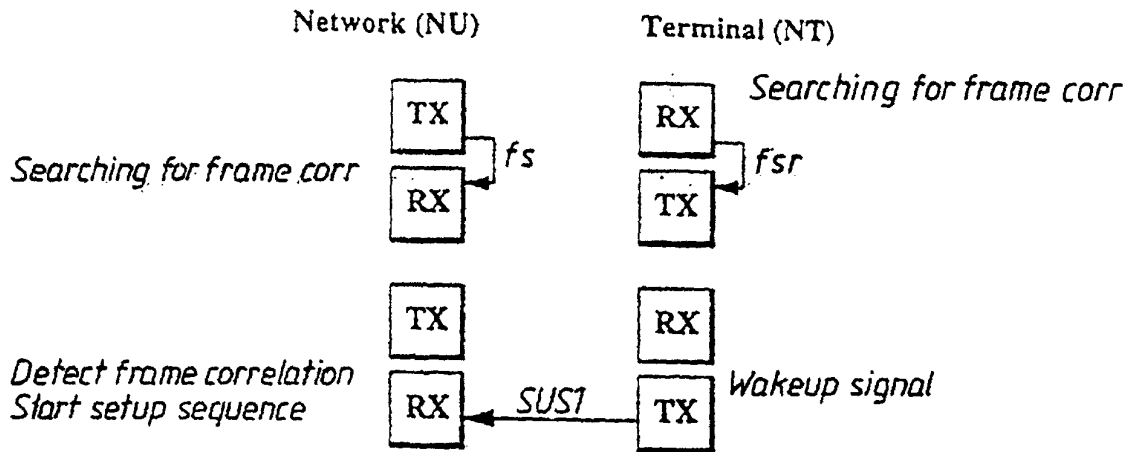 Network (NU)
Terminal (NT)
TX
RX
Searching for frame corr
fs
fsr
Searching for frame corr
RX
TX
TX
RX
Detect frame correlation
Start setup sequence
RX
SUS1
TX
Wakeup signal